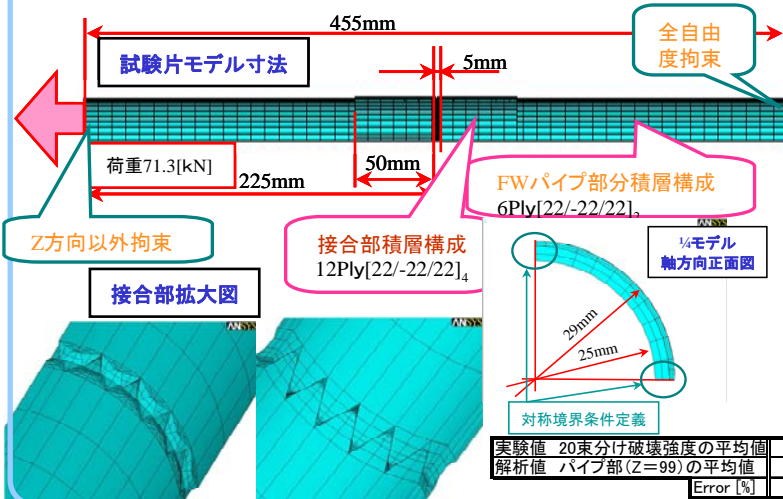 455mm
全自由
度拘束
試験片モデル寸法
5mm
荷重71.3[kN]
50mm
225mm
FWパイプ部分積層構成
6Ply[22/-22/22]2
Z方向以外拘束
接合部積層構成
12Ply[22/-22/22]4
¼モデル
軸方向正面図
接合部拡大図
29mm
25mm
対称境界条件定義
実験値 20束分け破壊強度の平均値
解析値 パイプ部(Z=99)の平均値
Error [%]